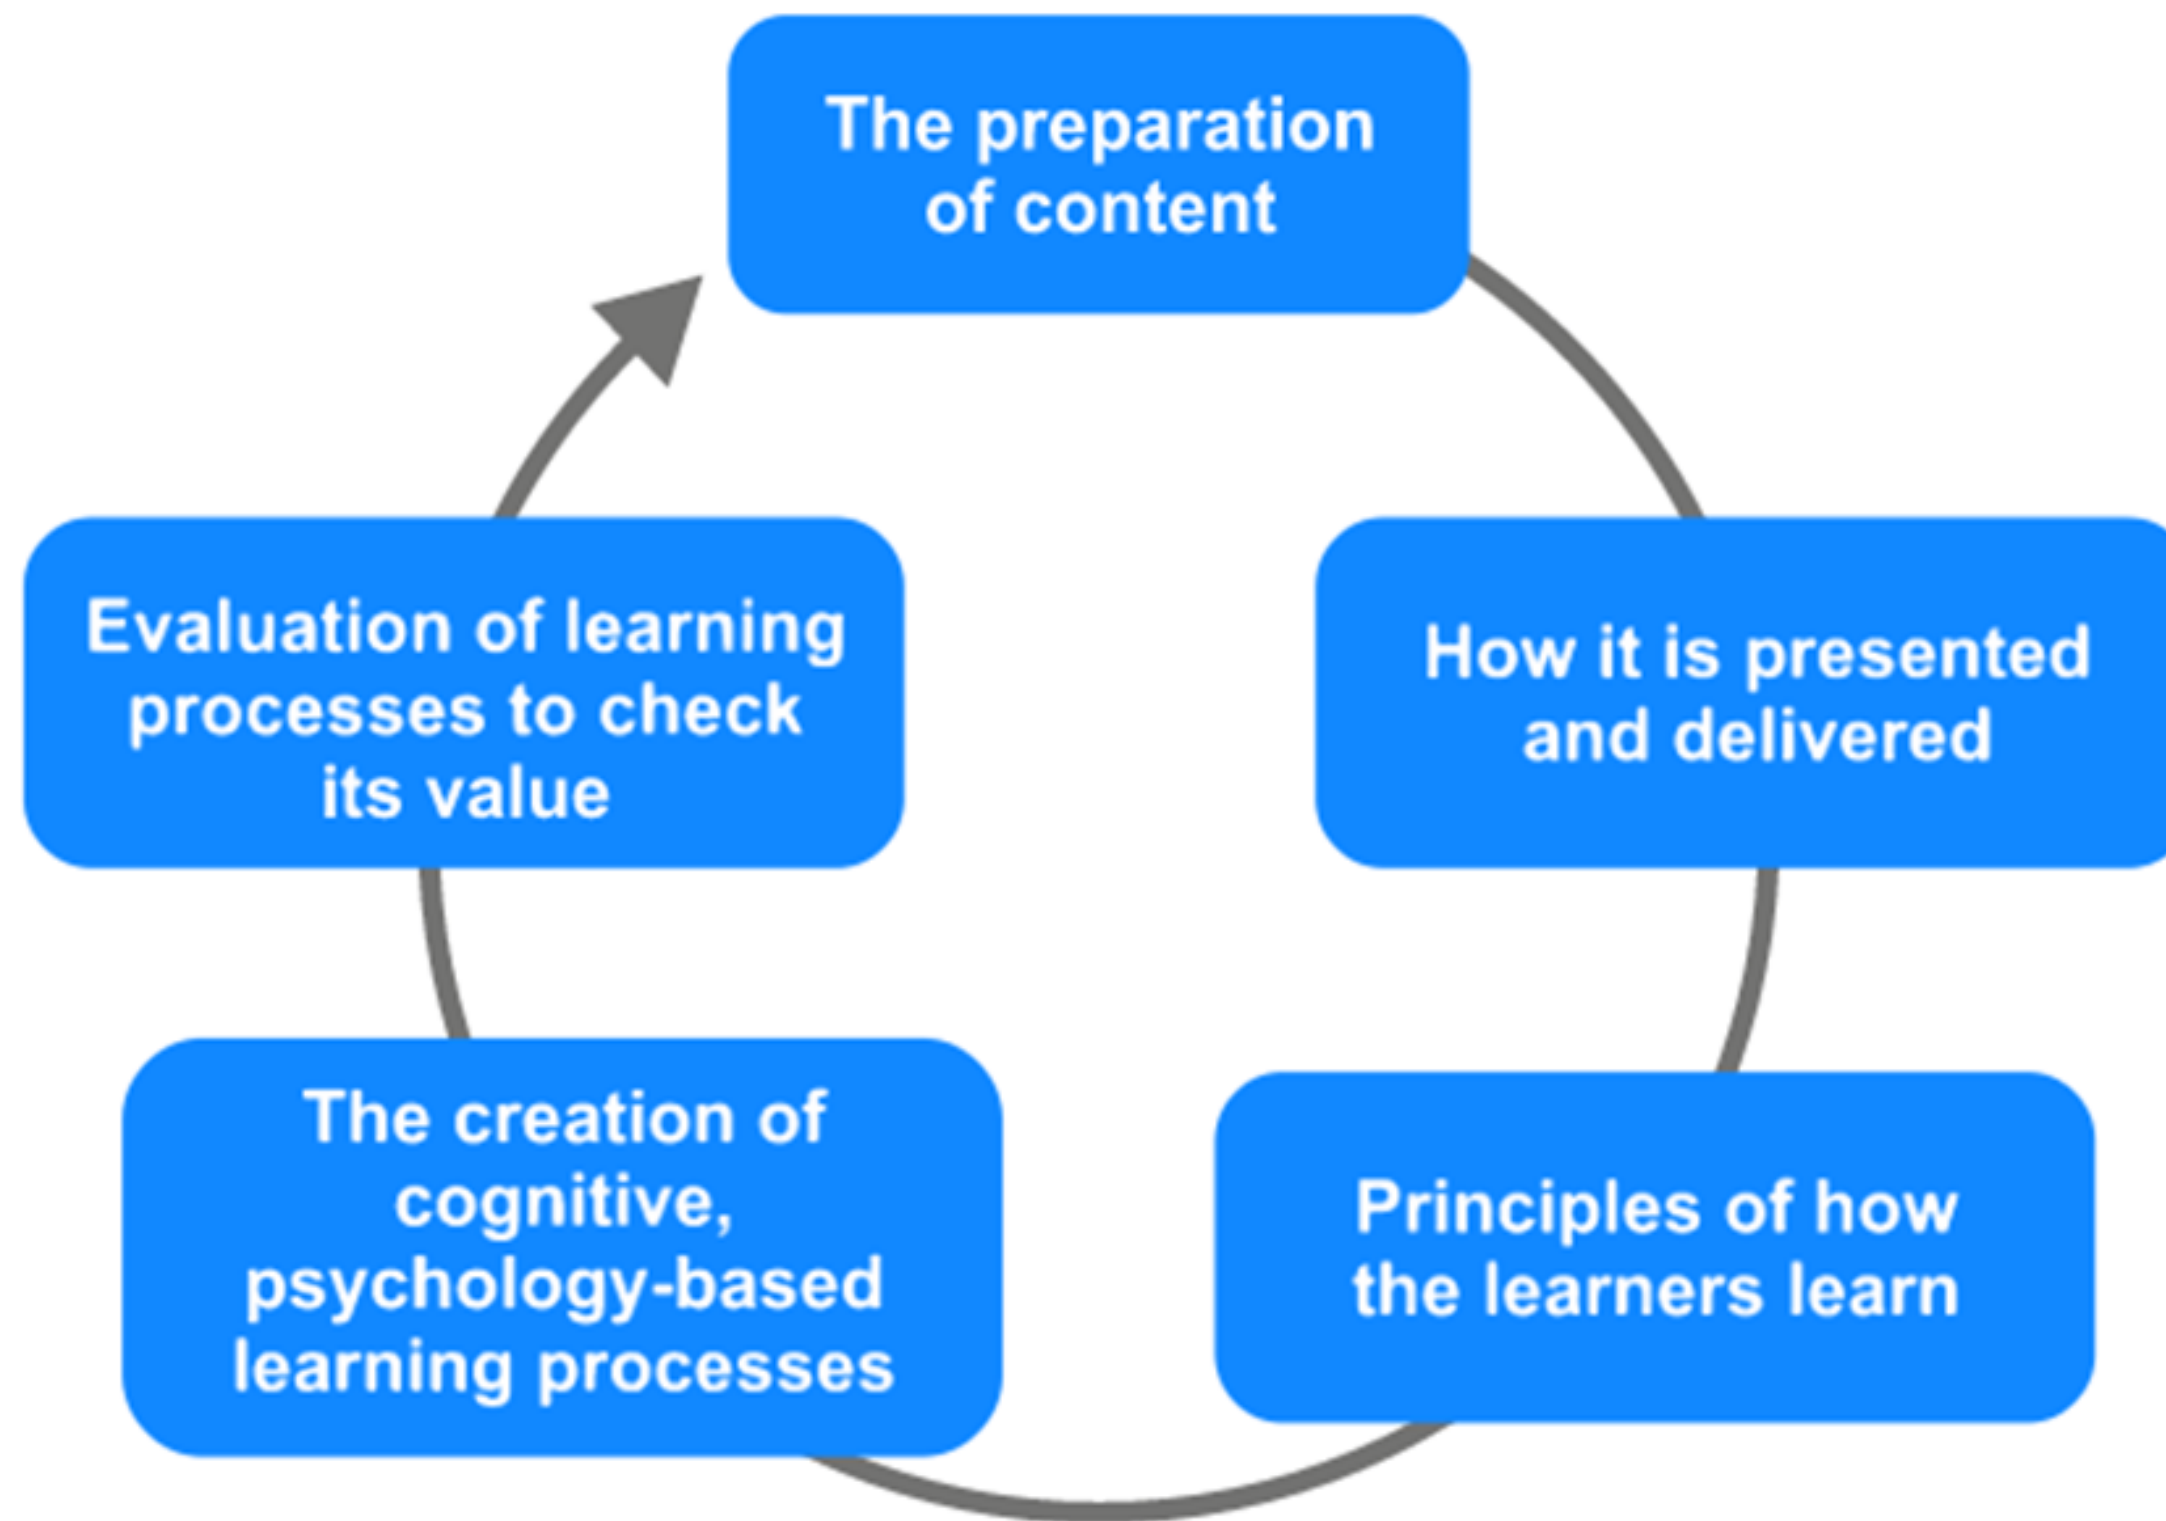 The preparation
of content
How it is presented
and delivered
Principles of how
the learners learn
The creation of
cognitive,
psychology-based
learning processes
Evaluation of learning
processes to check
its value